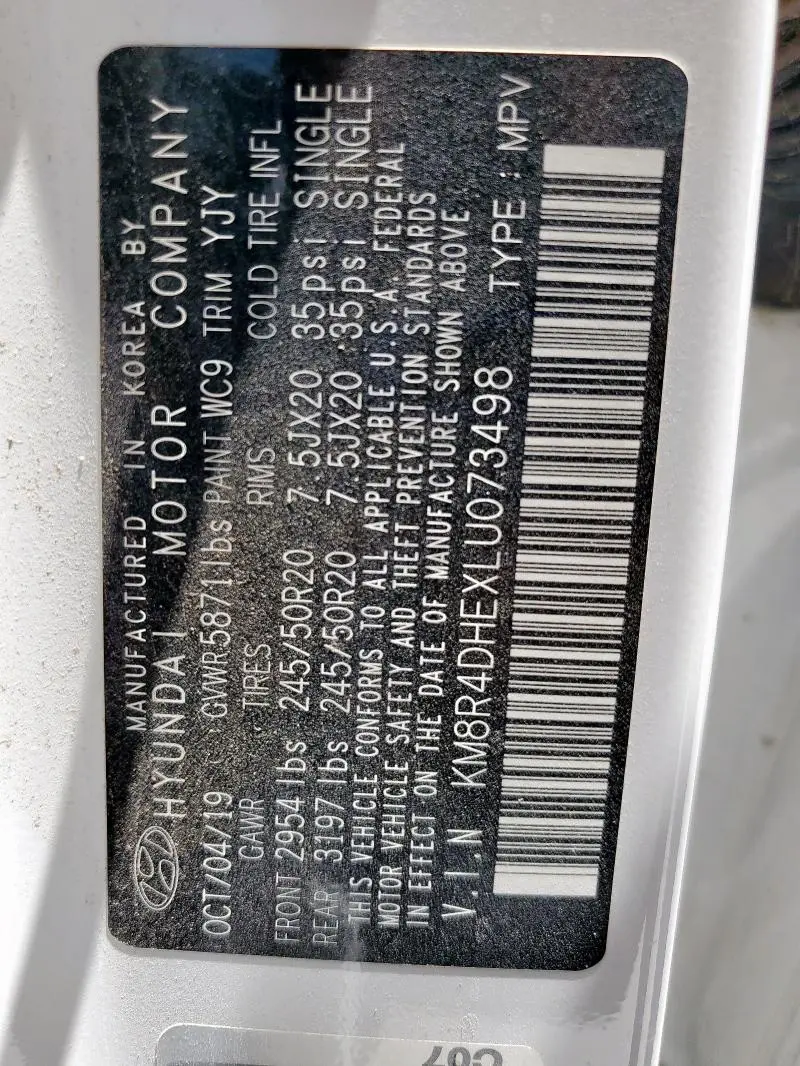 MANUFACTURED IN KOREA BY
HYUNDAI MOTOR COMPANY
OCT/04/19 GVWR 5871 lbs PAINT WC9 TRIM YJY
GAWR TIRES RIMS COLD TIRE INFL
FRONT 2954 lbs 245/50R20 7.5JX20 35psi SINGLE
REAR 3197 lbs 245/50R20 7.5JX20 35psi SINGLE
THIS VEHICLE CONFORMS TO ALL APPLICABLE U.S.A. FEDERAL
MOTOR VEHICLE SAFETY AND THEFT PREVENTION STANDARDS
IN EFFECT ON THE DATE OF MANUFACTURE SHOWN ABOVE
V.I.N KM8R4DHEXLU073498 TYPE : MPV